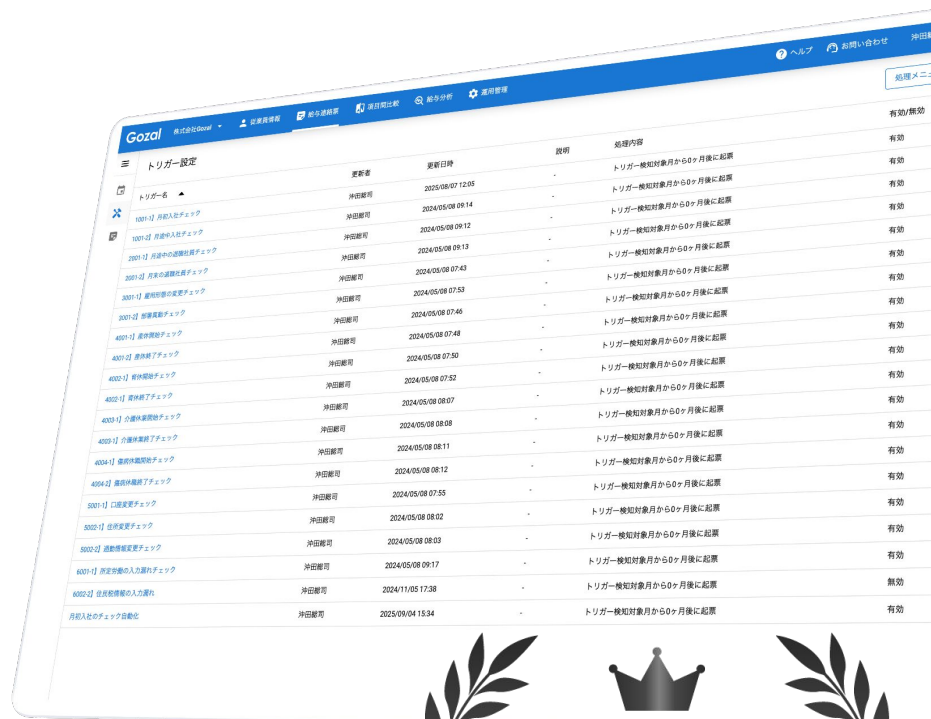 Gozal 株式会社Gozal 従業員情報 給与連絡票 項目間比較 給与分析 運用管理 ヘルプ お問い合わせ 沖田
処理メニュ
トリガー設定
トリガー名 ▲ 更新者 更新日時 説明 処理内容 有効/無効
1001-1】月初入社チェック 沖田総司 2025/08/07 12:05 - トリガー検知対象月から0ヶ月後に起票 有効
1001-2】月途中入社チェック 沖田総司 2024/05/08 09:14 - トリガー検知対象月から0ヶ月後に起票 有効
2001-1】月途中の退職社員チェック 沖田総司 2024/05/08 09:12 - トリガー検知対象月から0ヶ月後に起票 有効
2001-2】月末の退職社員チェック 沖田総司 2024/05/08 09:13 - トリガー検知対象月から0ヶ月後に起票 有効
3001-1】雇用形態の変更チェック 沖田総司 2024/05/08 07:43 - トリガー検知対象月から0ヶ月後に起票 有効
3001-2】部署異動チェック 沖田総司 2024/05/08 07:53 - トリガー検知対象月から0ヶ月後に起票 有効
4001-1】産休開始チェック 沖田総司 2024/05/08 07:46 - トリガー検知対象月から0ヶ月後に起票 有効
4001-2】産休終了チェック 沖田総司 2024/05/08 07:48 - トリガー検知対象月から0ヶ月後に起票 有効
4002-1】育休開始チェック 沖田総司 2024/05/08 07:50 - トリガー検知対象月から0ヶ月後に起票 有効
4002-1】育休終了チェック 沖田総司 2024/05/08 07:52 - トリガー検知対象月から0ヶ月後に起票 有効
4003-1】介護休業開始チェック 沖田総司 2024/05/08 08:07 - トリガー検知対象月から0ヶ月後に起票 有効
4003-1】介護休業終了チェック 沖田総司 2024/05/08 08:08 - トリガー検知対象月から0ヶ月後に起票 有効
4004-1】傷病休職開始チェック 沖田総司 2024/05/08 08:11 - トリガー検知対象月から0ヶ月後に起票 有効
4004-2】傷病休職終了チェック 沖田総司 2024/05/08 08:12 - トリガー検知対象月から0ヶ月後に起票 有効
5001-1】口座変更チェック 沖田総司 2024/05/08 07:55 - トリガー検知対象月から0ヶ月後に起票 有効
5002-1】住所変更チェック 沖田総司 2024/05/08 08:02 - トリガー検知対象月から0ヶ月後に起票 有効
5002-2】通勤情報変更チェック 沖田総司 2024/05/08 08:03 - トリガー検知対象月から0ヶ月後に起票 有効
6001-1】所定労働の入力漏れチェック 沖田総司 2024/05/08 09:17 - トリガー検知対象月から0ヶ月後に起票 有効
6002-2】住民税情報の入力漏れ 沖田総司 2024/11/05 17:38 - トリガー検知対象月から0ヶ月後に起票 無効
月初入社のチェック自動化 沖田総司 2025/09/04 15:34 - トリガー検知対象月から0ヶ月後に起票 有効